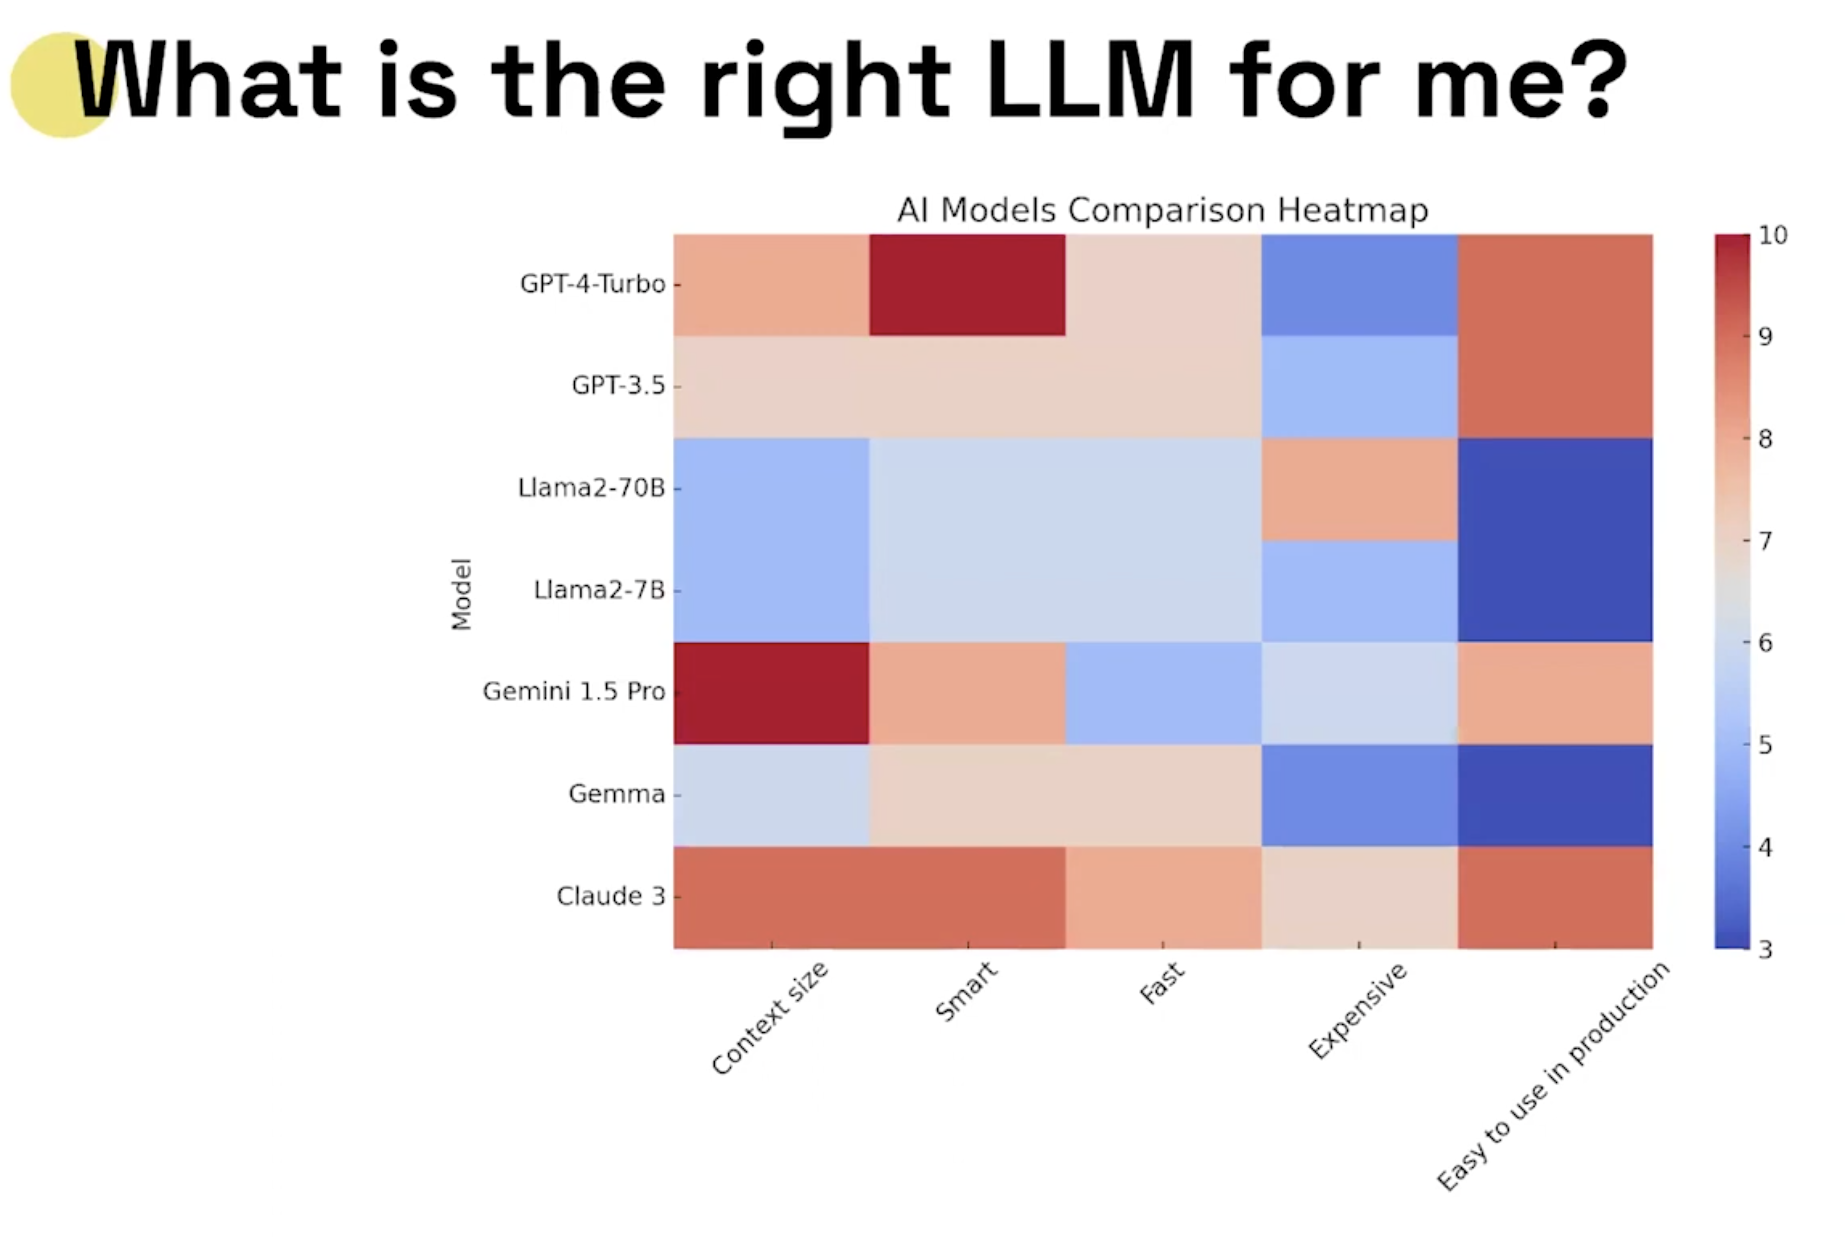 What is the right LLM for me?
AI Models Comparison Heatmap
Model
GPT-4-Turbo
GPT-3.5
Llama2-70B
Llama2-7B
Gemini 1.5 Pro
Gemma
Claude 3
Context size
Smart
Fast
Expensive
Easy to use in production
10
9
8
7
6
5
4
3